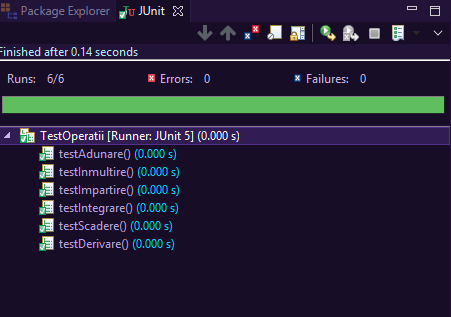 Package Explorer JUnit
Finished after 0.14 seconds
Runs: 6/6 Errors: 0 Failures: 0
TestOperatii [Runner: JUnit 5] (0.000 s)
testAdunare() (0.000 s)
testInmultire() (0.000 s)
testImpartire() (0.000 s)
testIntegrare() (0.000 s)
testScadere() (0.000 s)
testDerivare() (0.000 s)